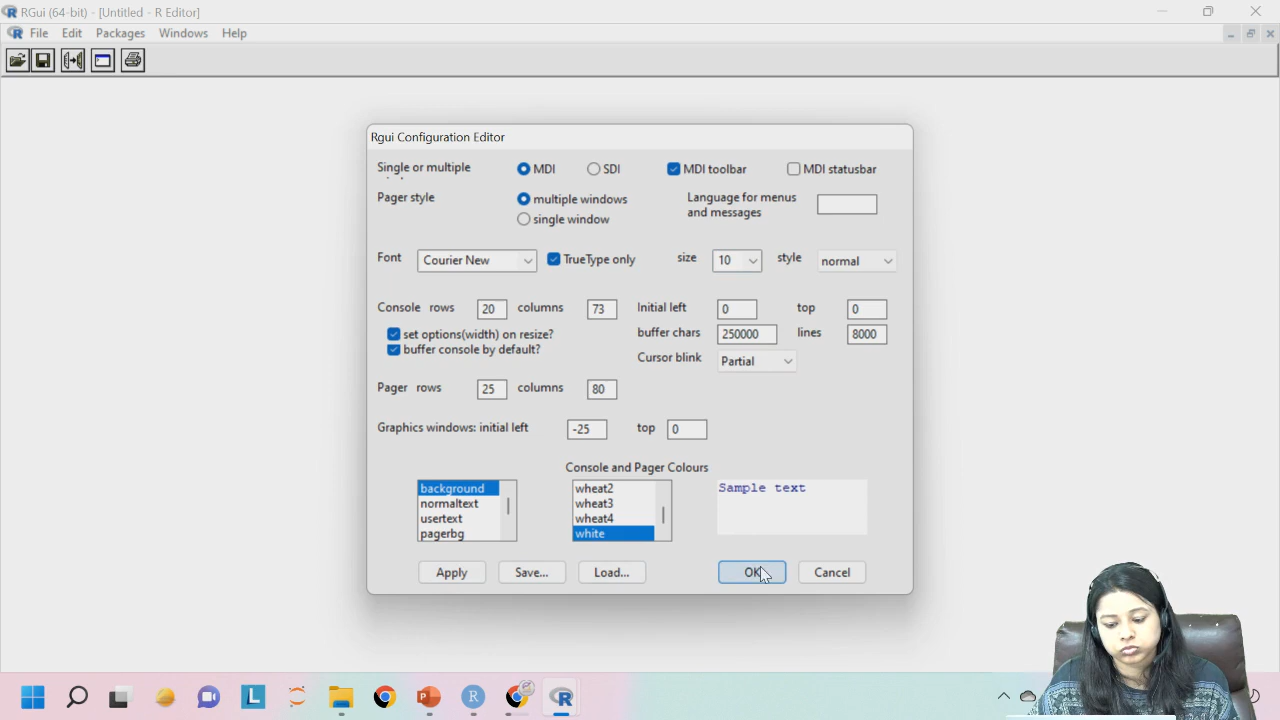 RGui (64-bit) - [Untitled - R Editor]
File Edit Packages Windows Help
Rgui Configuration Editor
Single or multiple MDI SDI MDI toolbar MDI statusbar
Pager style multiple windows Language for menus
single window and messages
Font Courier New TrueType only size 10 style normal
Console rows 20 columns 73 Initial left 0 top 0
set options(width) on resize? buffer chars 250000 lines 8000
buffer console by default? Cursor blink Partial
Pager rows 25 columns 80
Graphics windows: initial left -25 top 0
Console and Pager Colours
background wheat2 Sample text
normaltext wheat3
usertext wheat4
pagerbg white
Apply Save... Load... OK Cancel